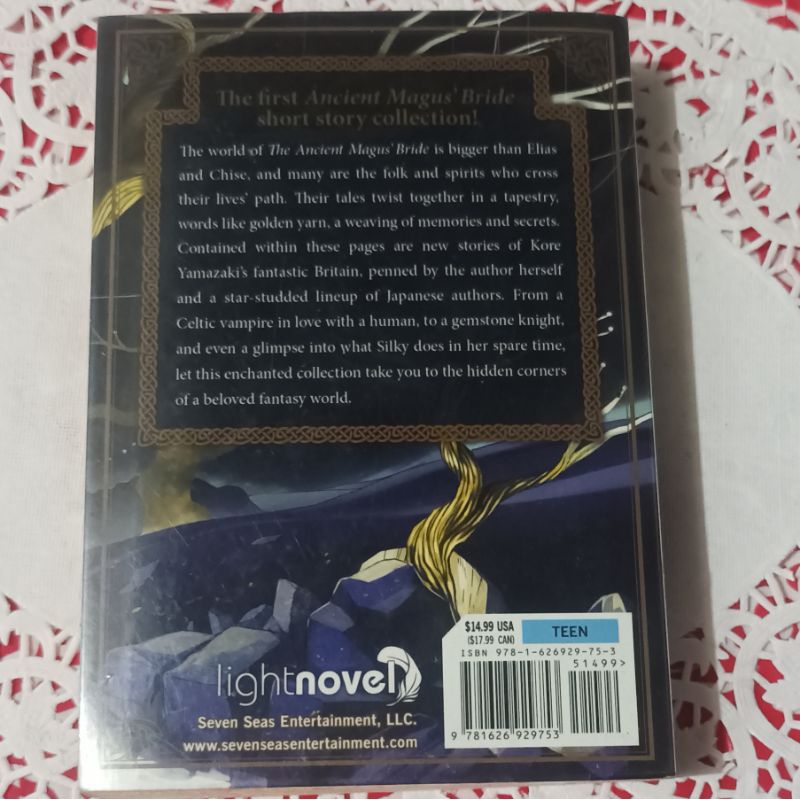 The first Ancient Magus' Bride
short story collection!
The world of The Ancient Magus' Bride is bigger than Elias
and Chise, and many are the folk and spirits who cross
their lives' path. Their tales twist together in a tapestry,
words like golden yarn, a weaving of memories and secrets.
Contained within these pages are new stories of Kore
Yamazaki's fantastic Britain, penned by the author herself
and a star-studded lineup of Japanese authors. From a
Celtic vampire in love with a human, to a gemstone knight,
and even a glimpse into what Silky does in her spare time,
let this enchanted collection take you to the hidden corners
of a beloved fantasy world.
lightnovel
Seven Seas Entertainment, LLC.
www.sevenseasentertainment.com
$14.99 USA
($17.99 CAN)
TEEN
ISBN 978-1-626929-75-3
51499>
9 781626 929753